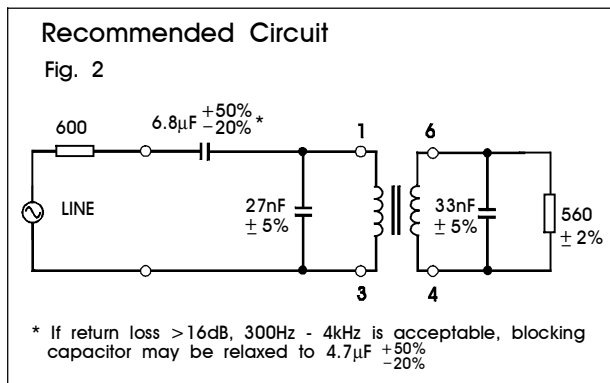 Recommended Circuit
Fig. 2
600
6.8µF +50% -20% *
1
6
LINE
27nF
± 5%
33nF
± 5%
560
± 2%
3
4
* If return loss >16dB, 300Hz - 4kHz is acceptable, blocking
capacitor may be relaxed to 4.7µF +50% -20%